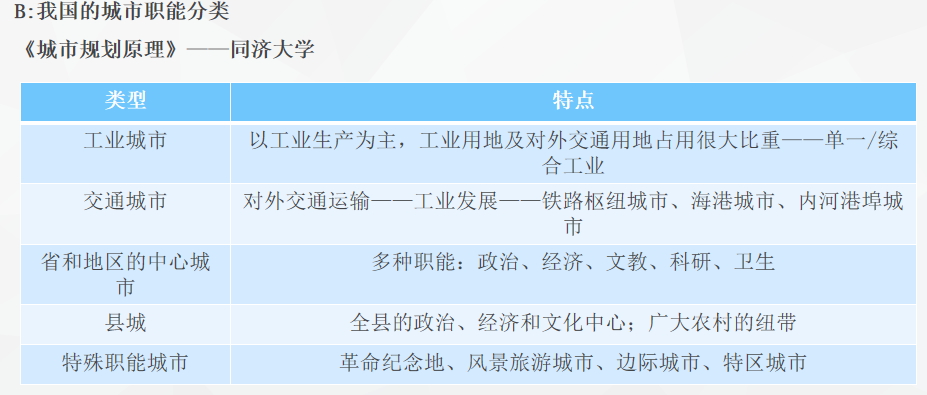 B:我国的城市职能分类
《城市规划原理》——同济大学
类型 特点
工业城市 以工业生产为主，工业用地及对外交通用地占用很大比重——单一/综
合工业
交通城市 对外交通运输——工业发展——铁路枢纽城市、海港城市、内河港埠城
市
省和地区的中心城 多种职能：政治、经济、文教、科研、卫生
市
县城 全县的政治、经济和文化中心；广大农村的纽带
特殊职能城市 革命纪念地、风景旅游城市、边际城市、特区城市